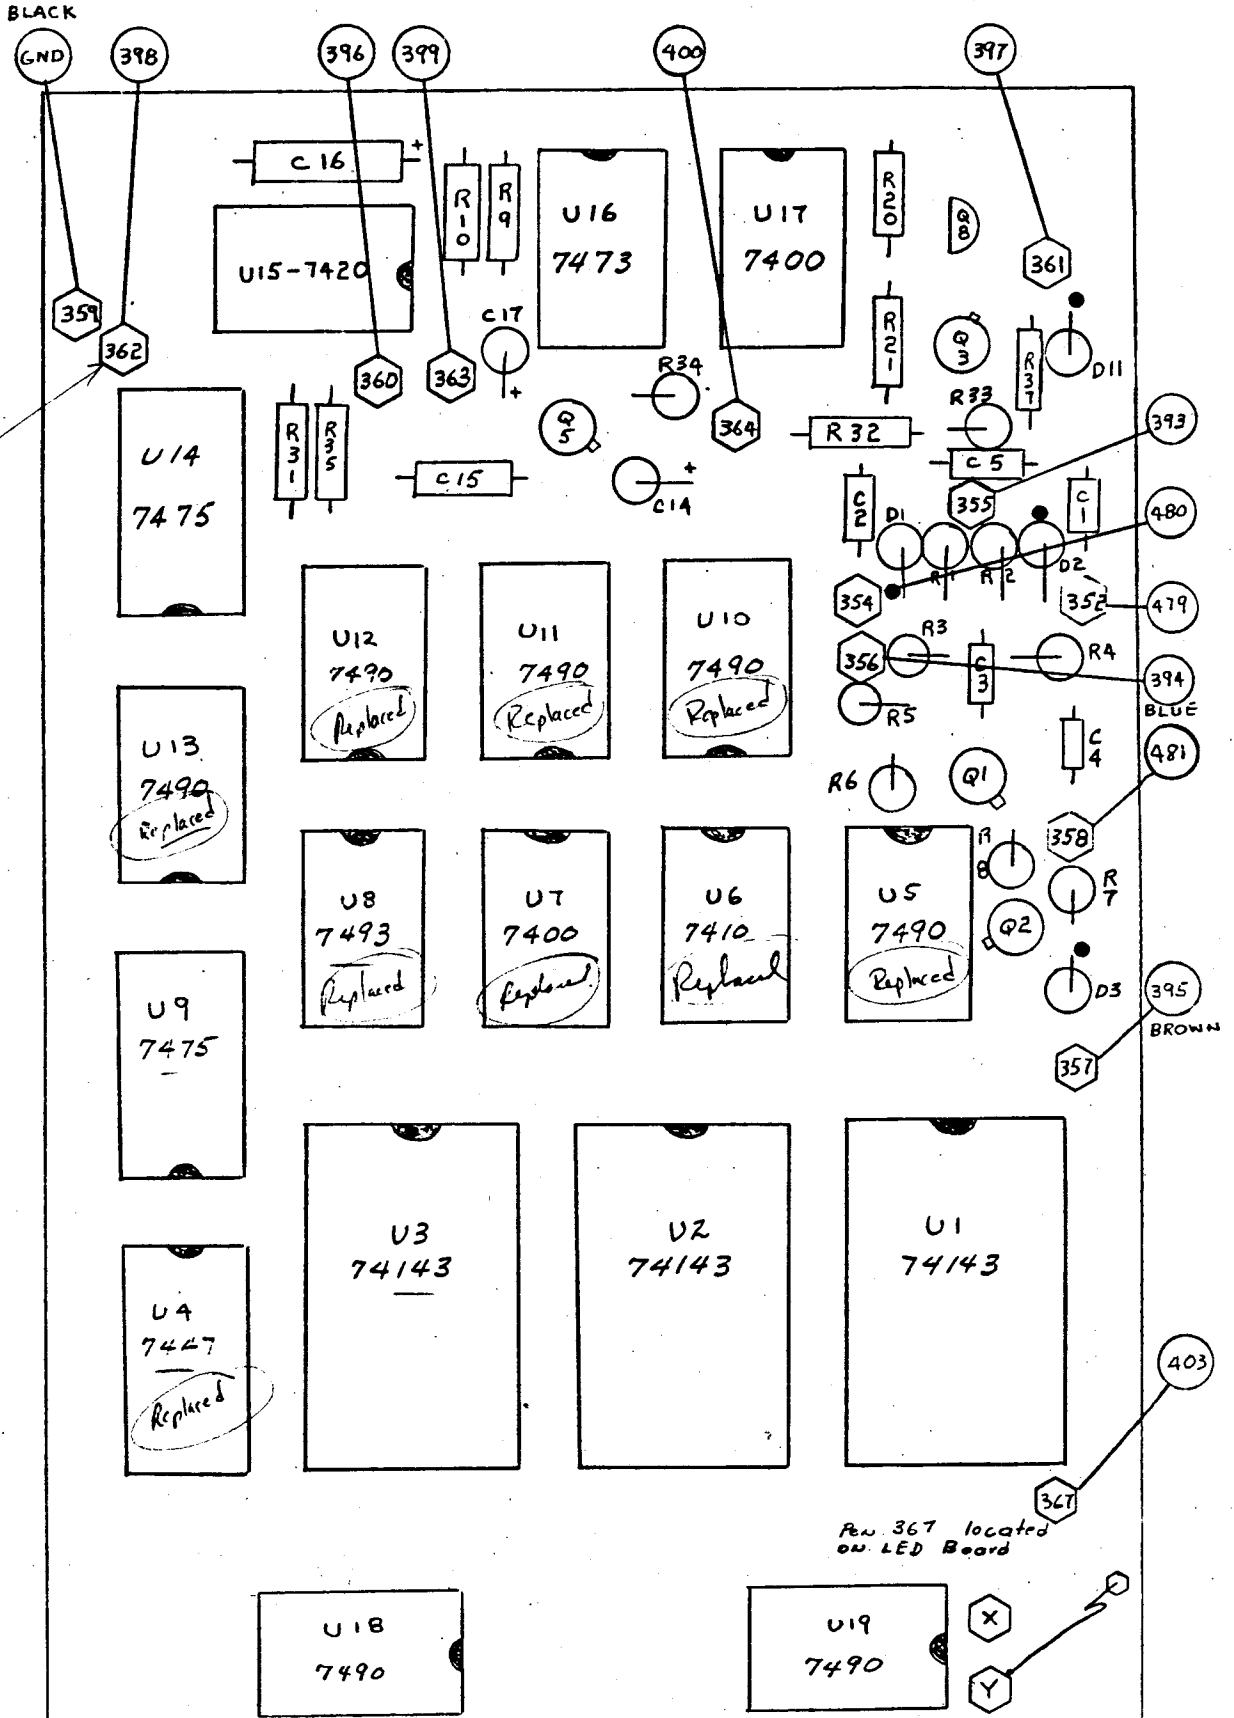 BLACK
GND
398
396
399
400
397
C16
+
R10
R9
U16
7473
U17
7400
R20
Q8
361
U15-7420
359
362
C17
+
360
363
R34
Q5
364
R21
Q3
R37
D11
R33
R32
C5
393
U14
7475
R31
R35
C15
+
C14
C2
355
C1
D1
D2
480
R1
R2
354
352
479
U12
7490
Replaced
U11
7490
Replaced
U10
7490
Replaced
356
R3
C3
R4
394
BLUE
R5
U13
7490
Replaced
R6
Q1
C4
481
358
U8
7493
Replaced
U7
7400
Replaced
U6
7410
Replaced
U5
7490
Replaced
R8
R7
Q2
D3
395
BROWN
357
U9
7475
U3
74143
U2
74143
U1
74143
U4
7447
Replaced
403
367
Pen 367 located
on LED Board
U18
7490
U19
7490
X
Y